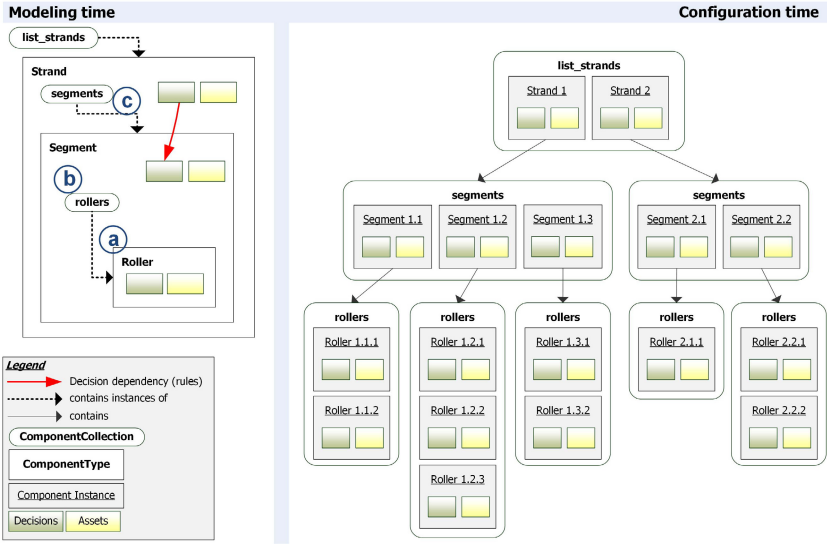 Modeling time
Configuration time
list_strands
Strand
segments
c
Segment
b
rollers
a
Roller
Legend
Decision dependency (rules)
contains instances of
contains
ComponentCollection
ComponentType
Component Instance
Decisions
Assets
list_strands
Strand 1
Strand 2
segments
Segment 1.1
Segment 1.2
Segment 1.3
segments
Segment 2.1
Segment 2.2
rollers
Roller 1.1.1
Roller 1.1.2
rollers
Roller 1.2.1
Roller 1.2.2
Roller 1.2.3
rollers
Roller 1.3.1
Roller 1.3.2
rollers
Roller 2.1.1
rollers
Roller 2.2.1
Roller 2.2.2